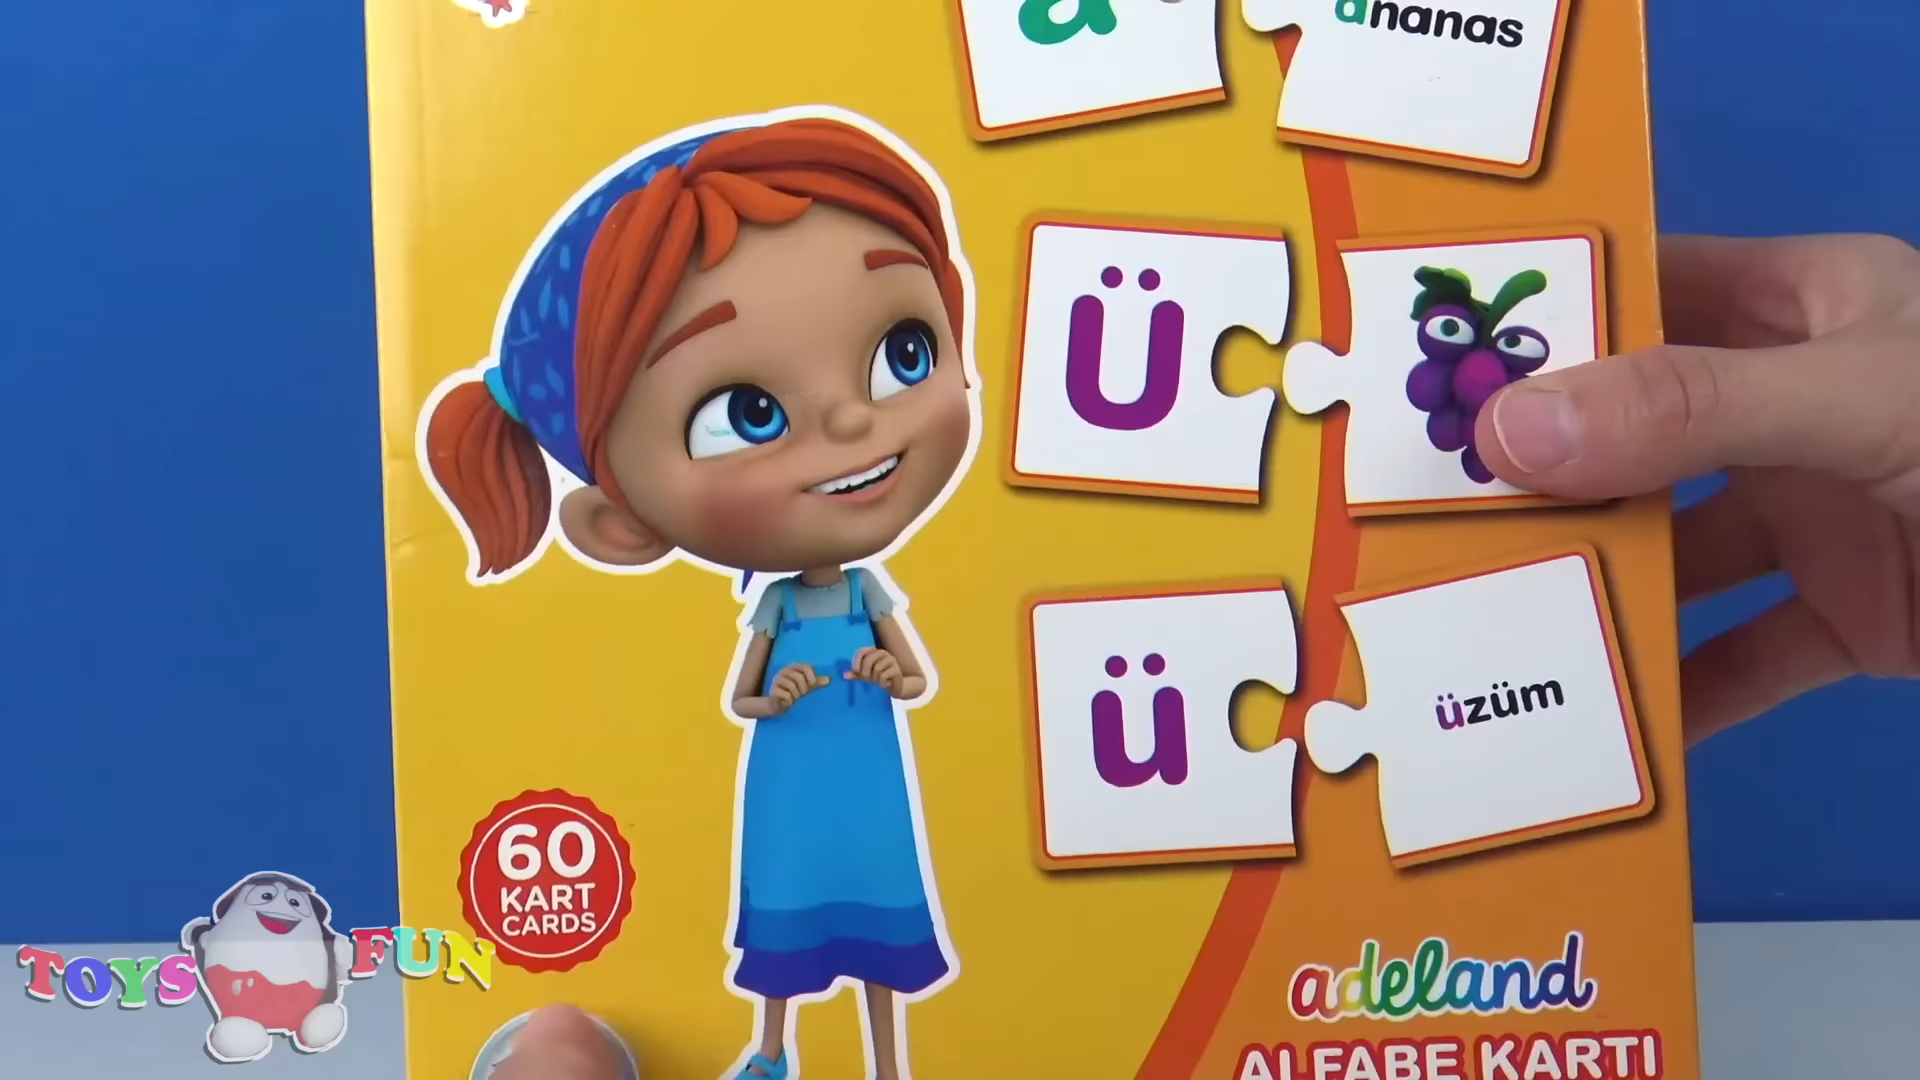 a
ananas
Ü
ü
üzüm
60
KART
CARDS
TOYS FUN
adeland
ALFABE KARTI